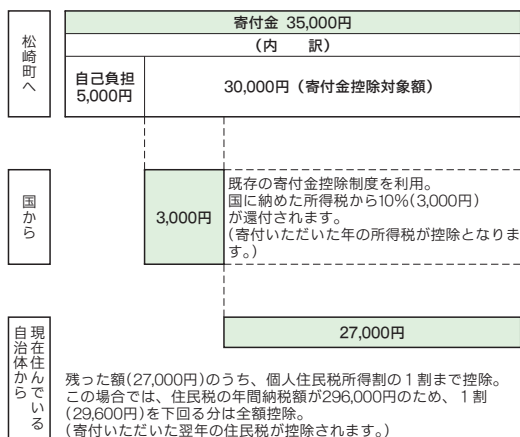 松崎町へ
寄付金 35,000円
(内　訳)
自己負担
5,000円
30,000円（寄付金控除対象額）
国から
3,000円
既存の寄付金控除制度を利用。
国に納めた所得税から10%(3,000円)
が還付されます。
(寄付いただいた年の所得税が控除となりま
す。)
現在住んでいる
自治体から
27,000円
残った額(27,000円)のうち、個人住民税所得割の１割まで控除。
この場合では、住民税の年間納税額が296,000円のため、１割
(29,600円)を下回る分は全額控除。
(寄付いただいた翌年の住民税が控除されます。)